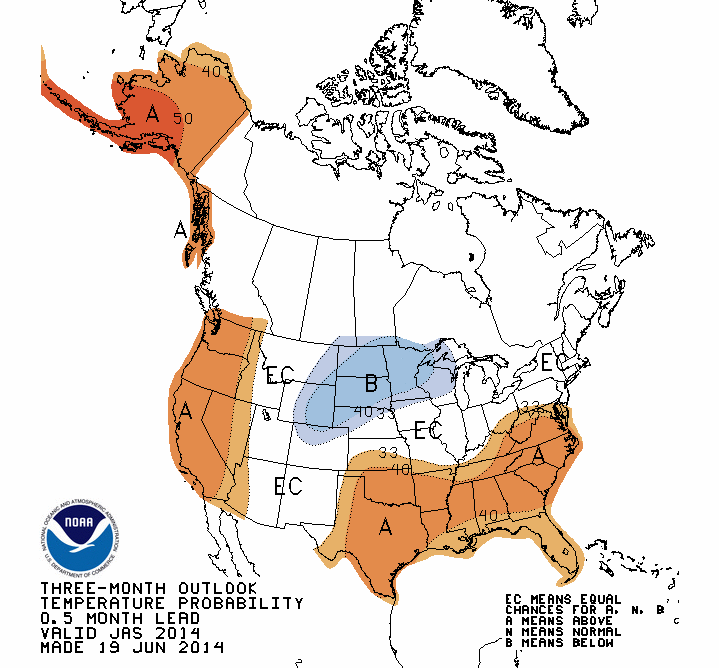 40
A 50
A
EC
B
EC
40 33
33
A
EC
33
40
A
EC
40
A
NATIONAL OCEANIC AND ATMOSPHERIC ADMINISTRATION
NOAA
U.S. DEPARTMENT OF COMMERCE
THREE-MONTH OUTLOOK
TEMPERATURE PROBABILITY
0.5 MONTH LEAD
VALID JAS 2014
MADE 19 JUN 2014
EC MEANS EQUAL
CHANCES FOR A, N, B
A MEANS ABOVE
N MEANS NORMAL
B MEANS BELOW